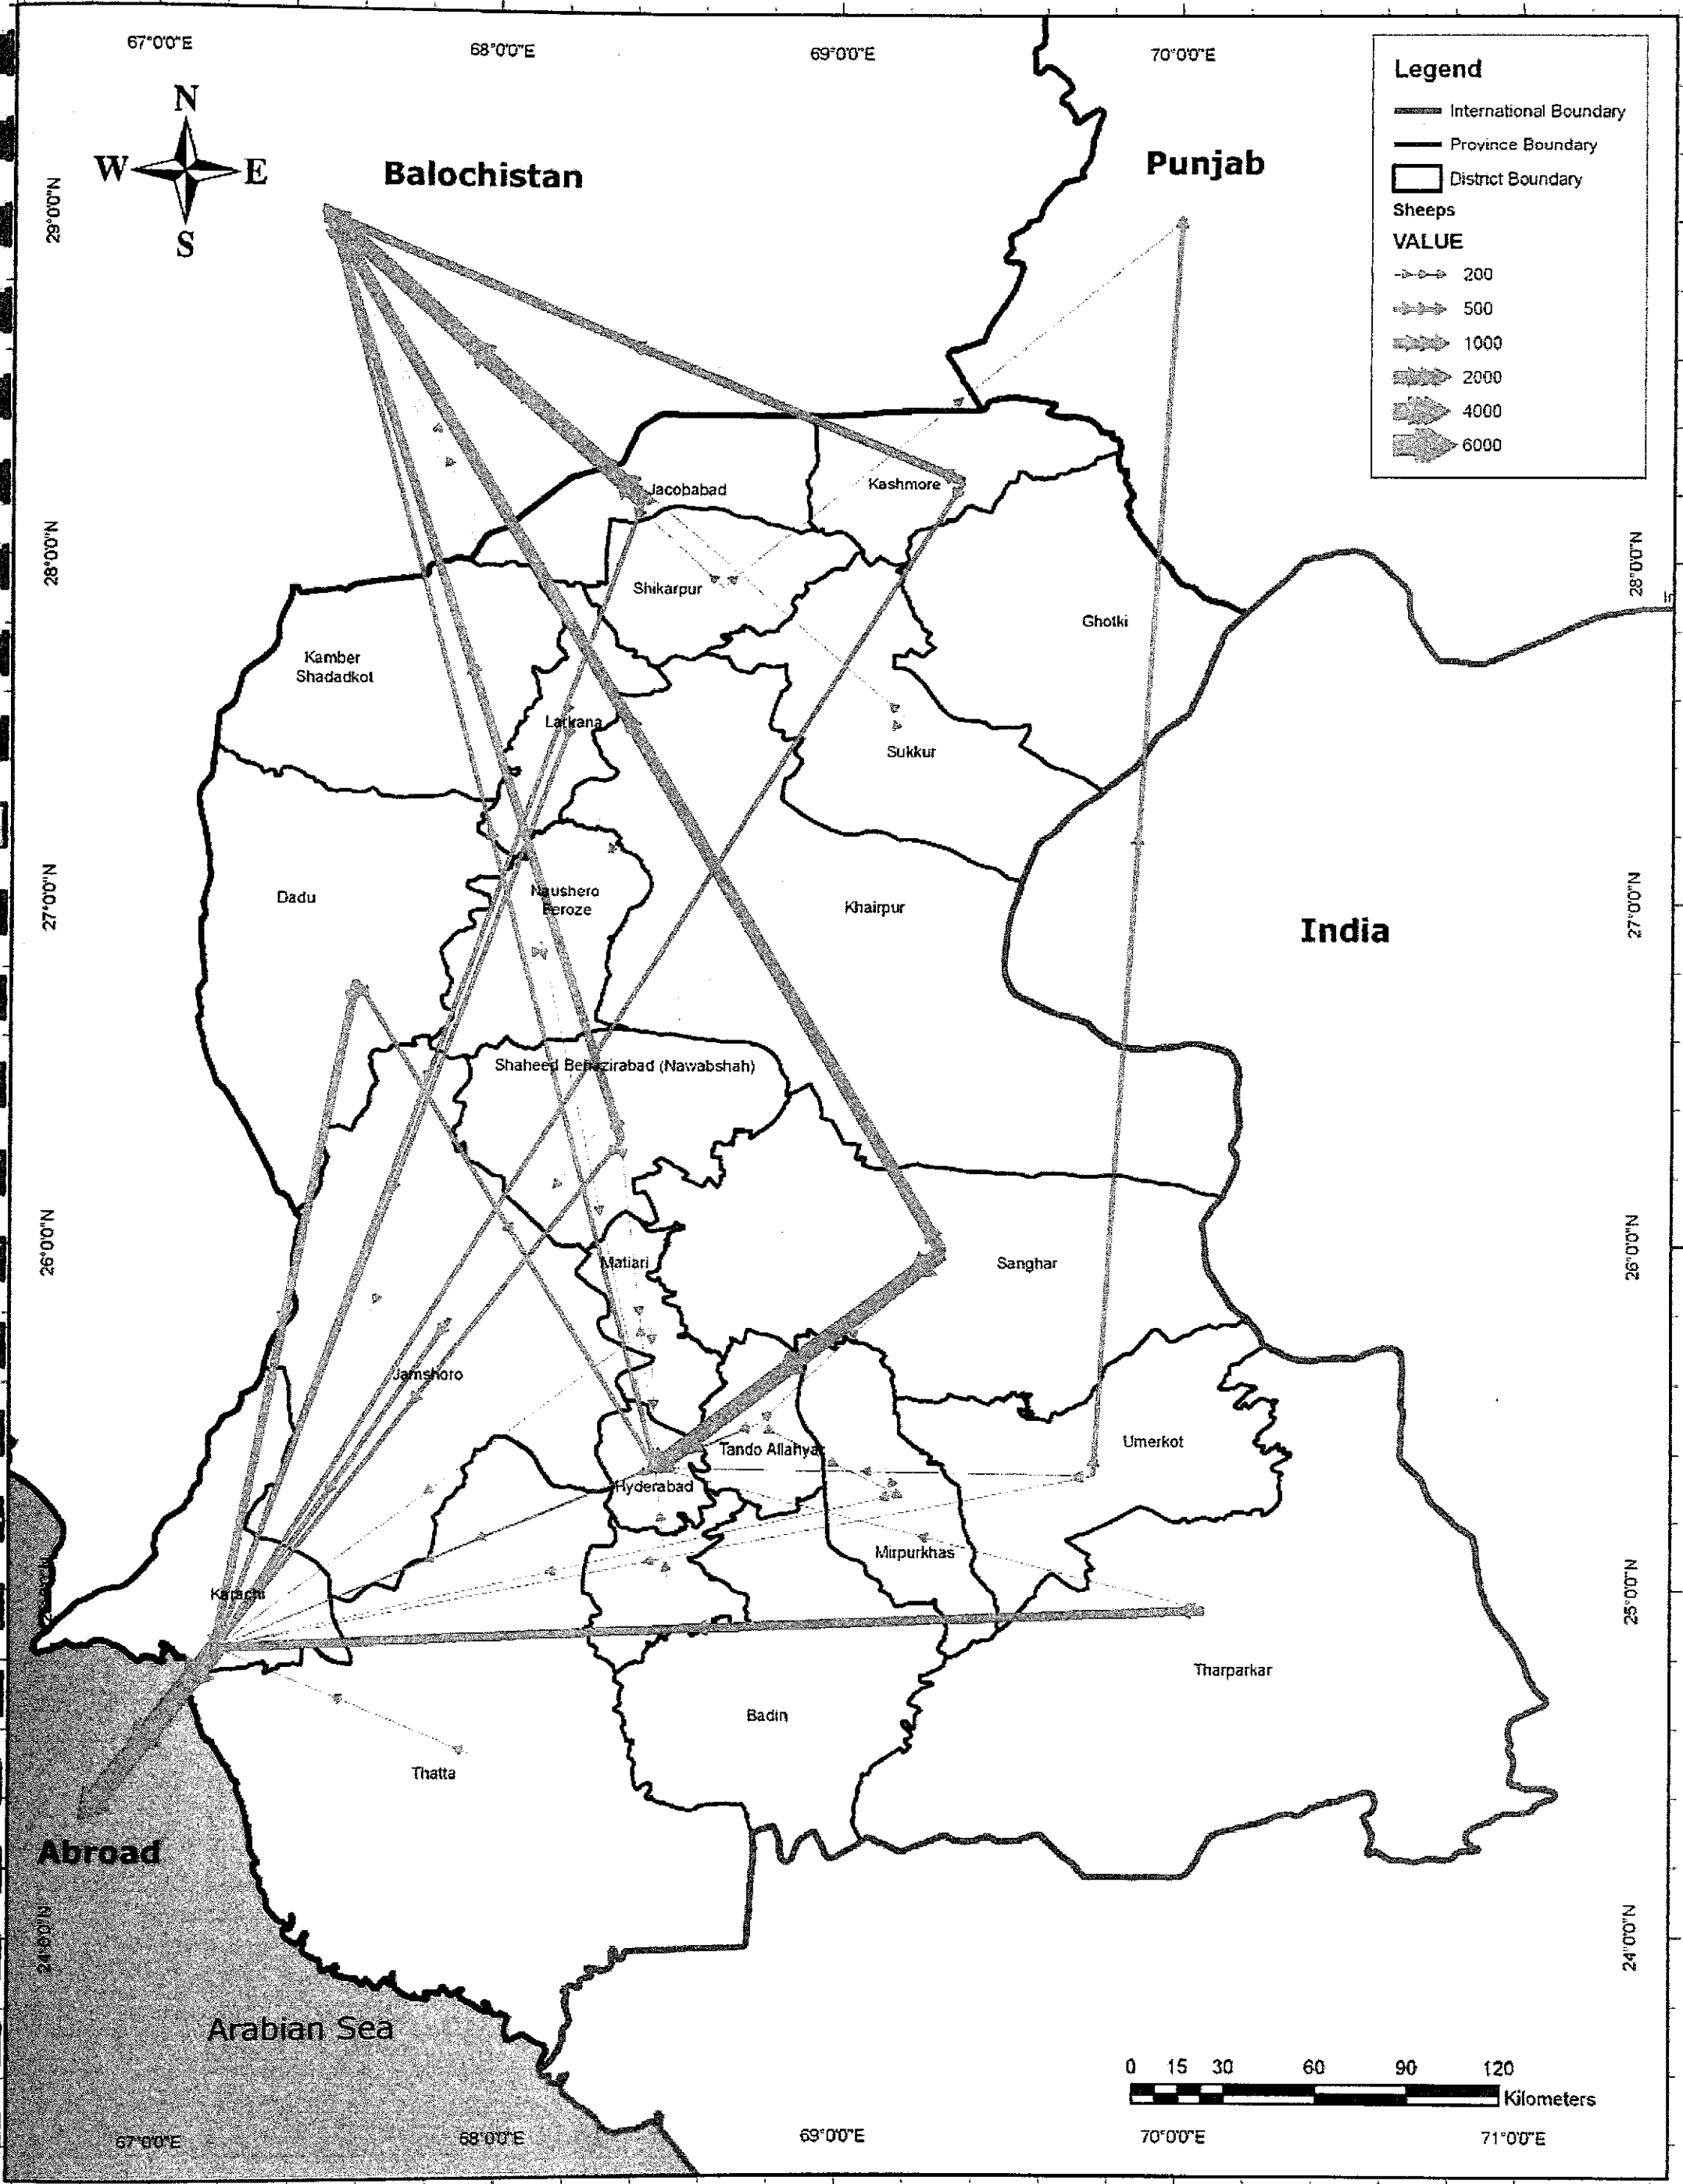 67°0'0"E
68°0'0"E
69°0'0"E
70°0'0"E
Legend
International Boundary
Province Boundary
District Boundary
Sheeps
VALUE
200
500
1000
2000
4000
6000
N
W
E
S
Balochistan
Punjab
29°0'0"N
28°0'0"N
28°0'0"N
Jacobabad
Kashmore
Shikarpur
Ghotki
Kamber
Shadadkot
Larkana
Sukkur
27°0'0"N
27°0'0"N
Dadu
Naushero
Feroze
Khairpur
India
Shaheed Benazirabad (Nawabshah)
26°0'0"N
26°0'0"N
Matiari
Sanghar
Jamshoro
Tando Allahyar
Umerkot
Hyderabad
Mirpurkhas
Karachi
25°0'0"N
Tharparkar
Badin
Thatta
Abroad
24°0'0"N
24°0'0"N
Arabian Sea
0 15 30 60 90 120
Kilometers
67°0'0"E
68°0'0"E
69°0'0"E
70°0'0"E
71°0'0"E